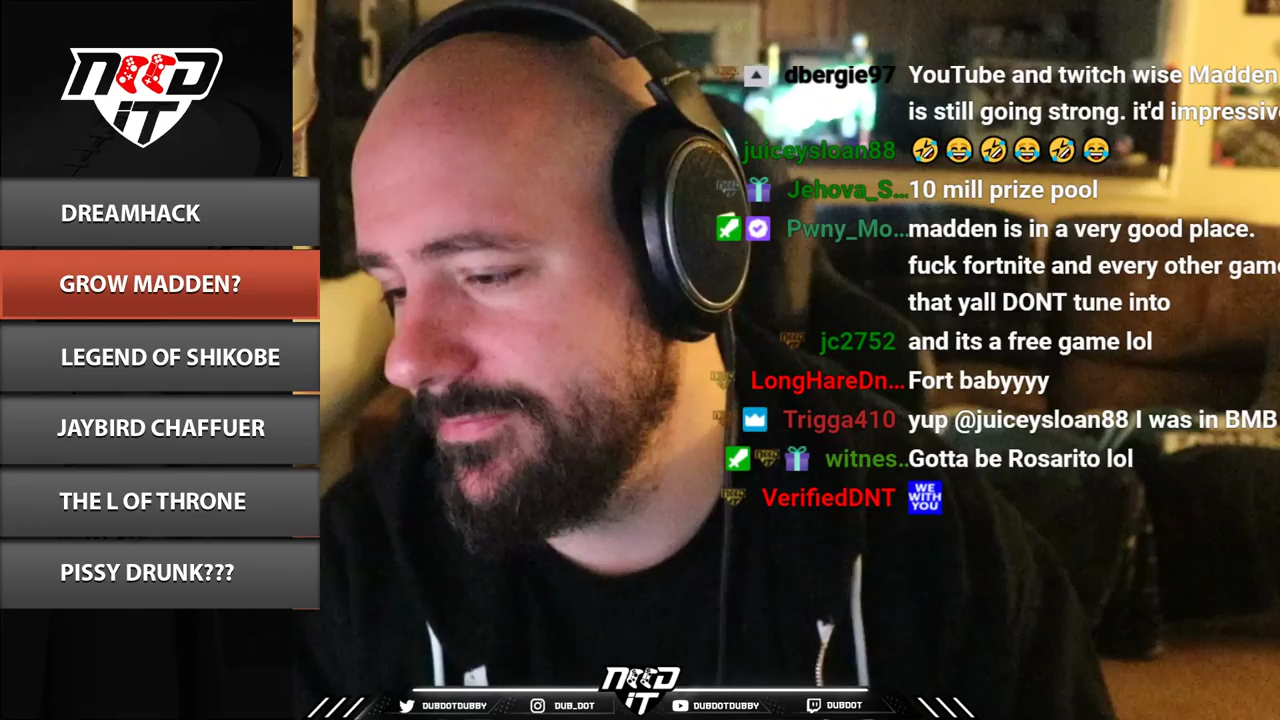 NEED
IT
DREAMHACK
GROW MADDEN?
LEGEND OF SHIKOBE
JAYBIRD CHAFFUER
THE L OF THRONE
PISSY DRUNK???
dbergie97 YouTube and twitch wise Madden
is still going strong. it'd impressive
juiceysloan88 🤣😂🤣😂🤣😂
Jehova_S... 10 mill prize pool
Pwny_Mo... madden is in a very good place.
fuck fortnite and every other game
that yall DONT tune into
jc2752 and its a free game lol
LongHareDn... Fort babyyyy
Trigga410 yup @juiceysloan88 I was in BMB
witnes.. Gotta be Rosarito lol
VerifiedDNT WE WITH YOU
NEED
IT
DUBDOTDUBBY DUB_DOT DUBDOTDUBBY DUBDOT